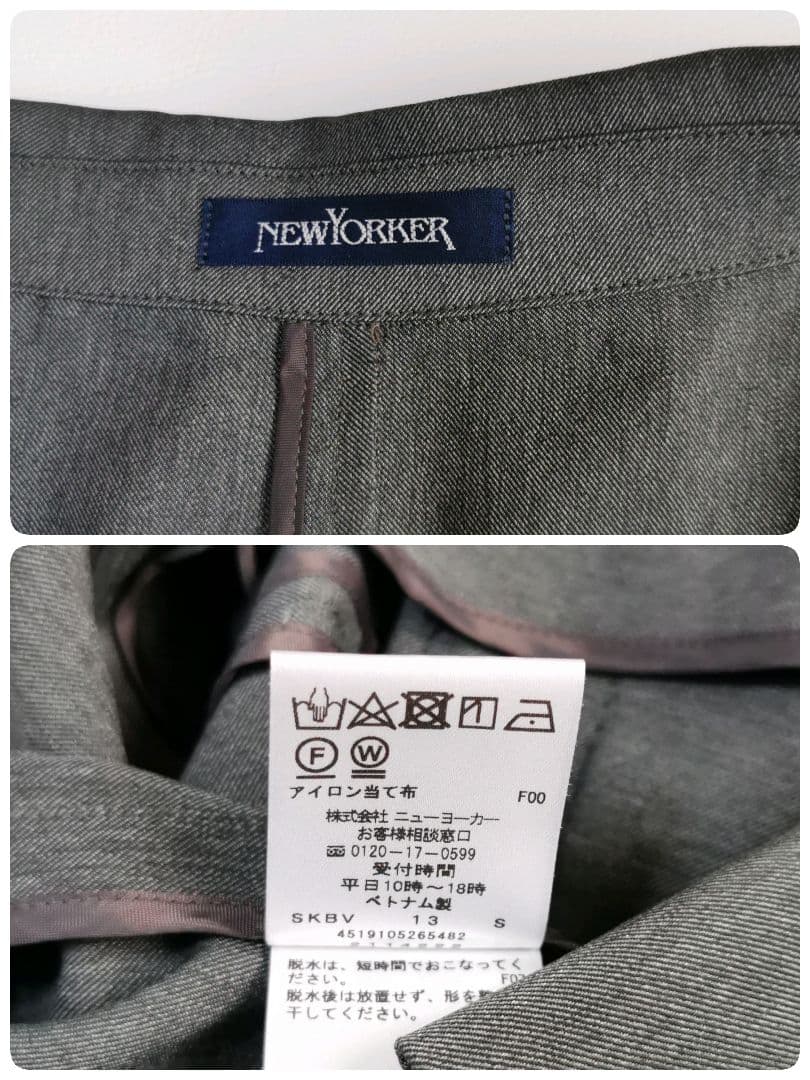 NEWYORKER
F
W
アイロン当て布
F00
株式会社 ニューヨーカー
お客様相談窓口
0120-17-0599
受付時間
平日10時〜18時
ベトナム製
SKBV 13 S
4519105265482
脱水は、短時間でおこなってく
ださい。
脱水後は放置せず、形を整
干してください。